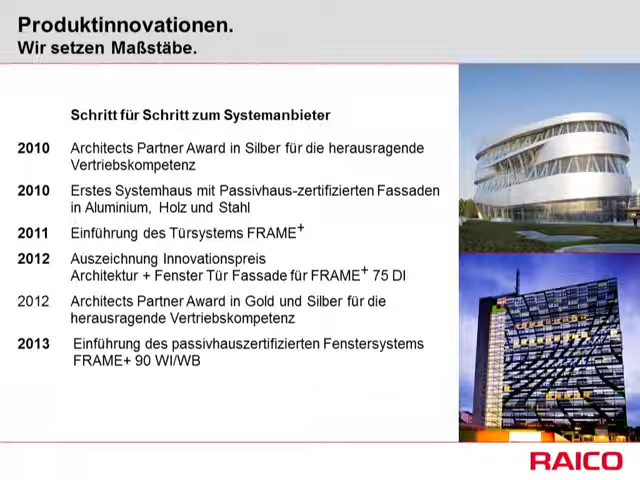 Produktinnovationen.
Wir setzen Maßstäbe.
Schritt für Schritt zum Systemanbieter
2010 Architects Partner Award in Silber für die herausragende
Vertriebskompetenz
2010 Erstes Systemhaus mit Passivhaus-zertifizierten Fassaden
in Aluminium, Holz und Stahl
2011 Einführung des Türsystems FRAME+
2012 Auszeichnung Innovationspreis
Architektur + Fenster Tür Fassade für FRAME+ 75 DI
2012 Architects Partner Award in Gold und Silber für die
herausragende Vertriebskompetenz
2013 Einführung des passivhauszertifizierten Fenstersystems
FRAME+ 90 WI/WB
RAICO